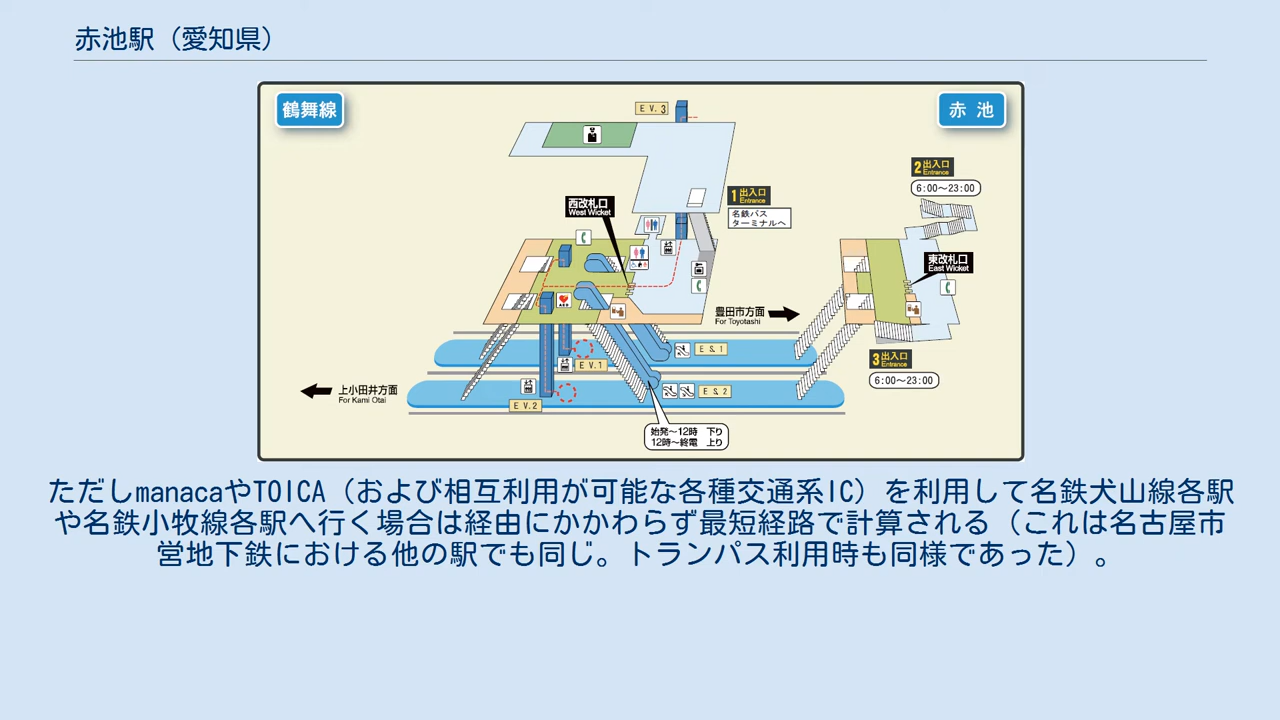 赤池駅（愛知県）
鶴舞線
赤 池
EV.3
西改札口
West Wicket
1出入口
Entrance
名鉄バス
ターミナルへ
2出入口
Entrance
6:00～23:00
東改札口
East Wicket
豊田市方面
For Toyotashi
3出入口
Entrance
6:00～23:00
ES.1
EV.1
ES.2
EV.2
上小田井方面
For Kami Otai
始発～12時 下り
12時～終電 上り
AED
ただしmanacaやTOICA（および相互利用が可能な各種交通系IC）を利用して名鉄犬山線各駅
や名鉄小牧線各駅へ行く場合は経由にかかわらず最短経路で計算される（これは名古屋市
営地下鉄における他の駅でも同じ。トランパス利用時も同様であった）。